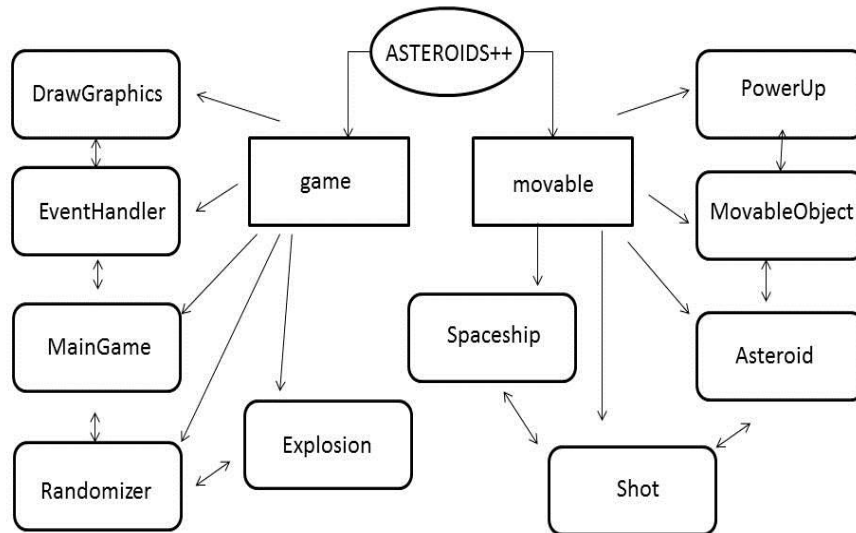 ASTEROIDS++
DrawGraphics
PowerUp
game
movable
EventHandler
MovableObject
MainGame
Spaceship
Asteroid
Explosion
Randomizer
Shot